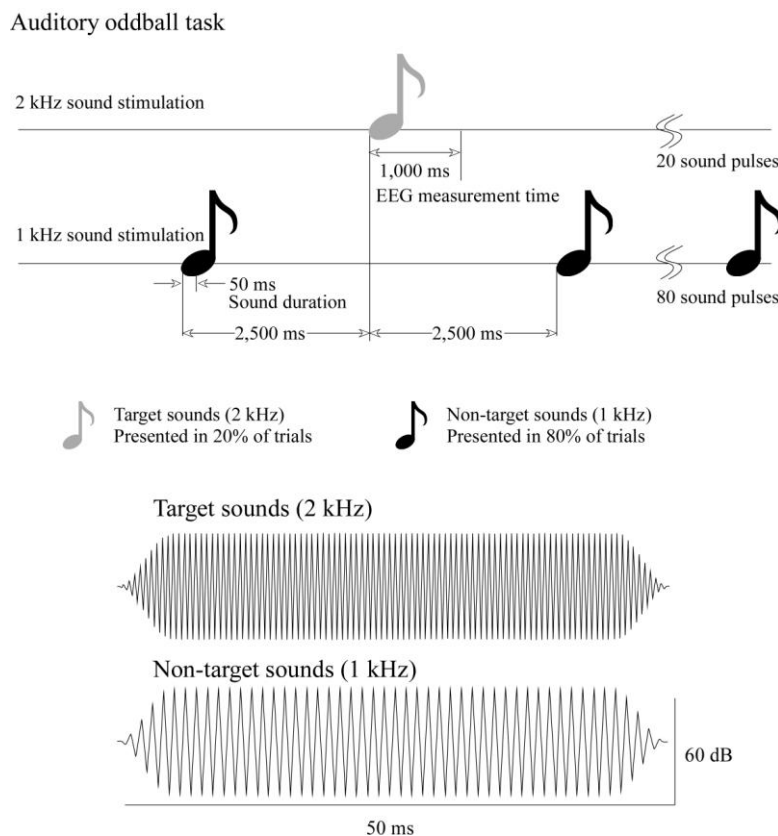 Auditory oddball task
2 kHz sound stimulation
1,000 ms
20 sound pulses
EEG measurement time
1 kHz sound stimulation
50 ms
Sound duration
80 sound pulses
2,500 ms
2,500 ms
Target sounds (2 kHz)
Presented in 20% of trials
Non-target sounds (1 kHz)
Presented in 80% of trials
Target sounds (2 kHz)
Non-target sounds (1 kHz)
60 dB
50 ms